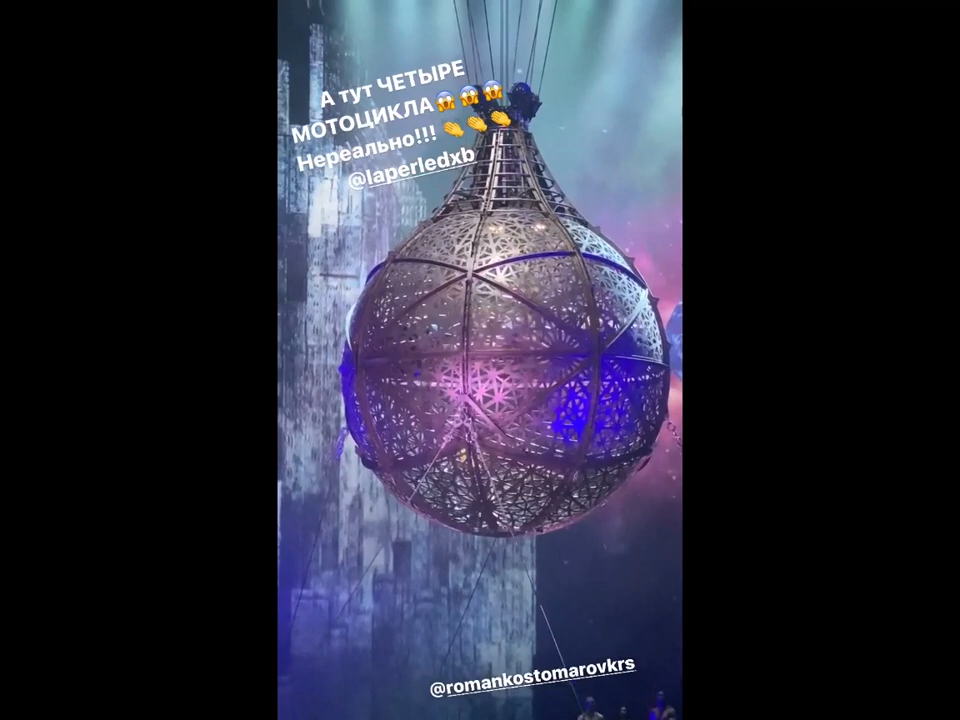 А тут ЧЕТЫРЕ
МОТОЦИКЛА😱😱😱
Нереально!!! 👏👏👏
@laperledxb
@romankostomarovkrs